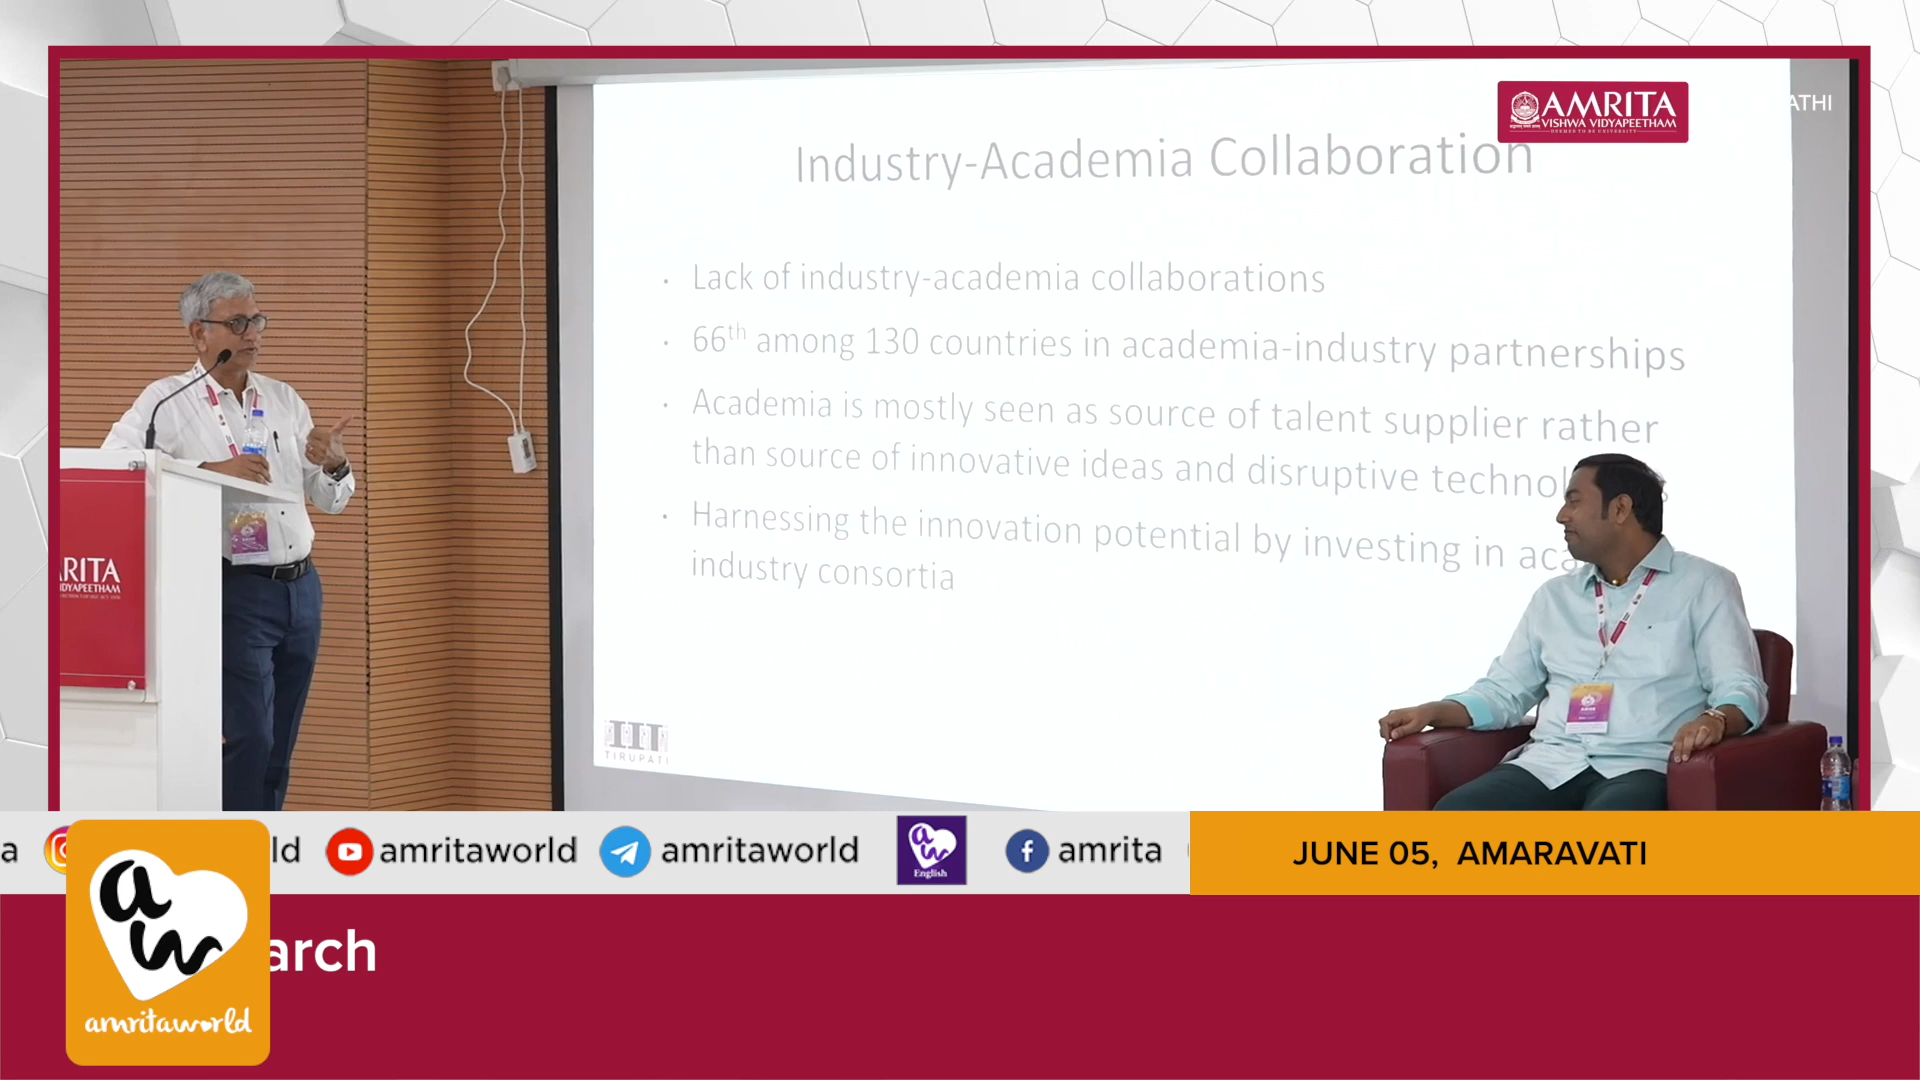 AMRITA
VISHWA VIDYAPEETHAM
ATHI
Industry-Academia Collaboration
· Lack of industry-academia collaborations
· 66th among 130 countries in academia-industry partnerships
· Academia is mostly seen as source of talent supplier rather
than source of innovative ideas and disruptive technol s
· Harnessing the innovation potential by investing in aca
industry consortia
TIRUPATI
RITA
IDYAPEETHAM
a
ld
amritaworld
amritaworld
aw
English
amrita
JUNE 05, AMARAVATI
arch
aw
amritaworld